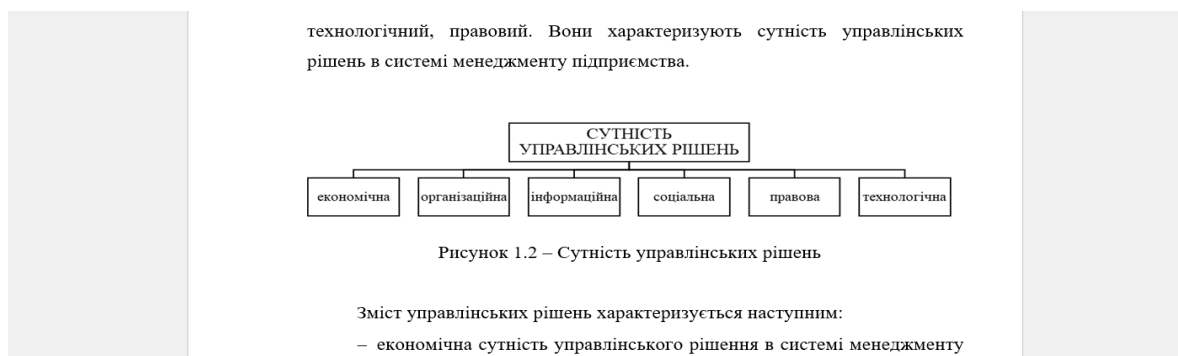 технологічний, правовий. Вони характеризують сутність управлінських
рішень в системі менеджменту підприємства.
СУТНІСТЬ
УПРАВЛІНСЬКИХ РІШЕНЬ
економічна
організаційна
інформаційна
соціальна
правова
технологічна
Рисунок 1.2 – Сутність управлінських рішень
Зміст управлінських рішень характеризується наступним:
– економічна сутність управлінського рішення в системі менеджменту